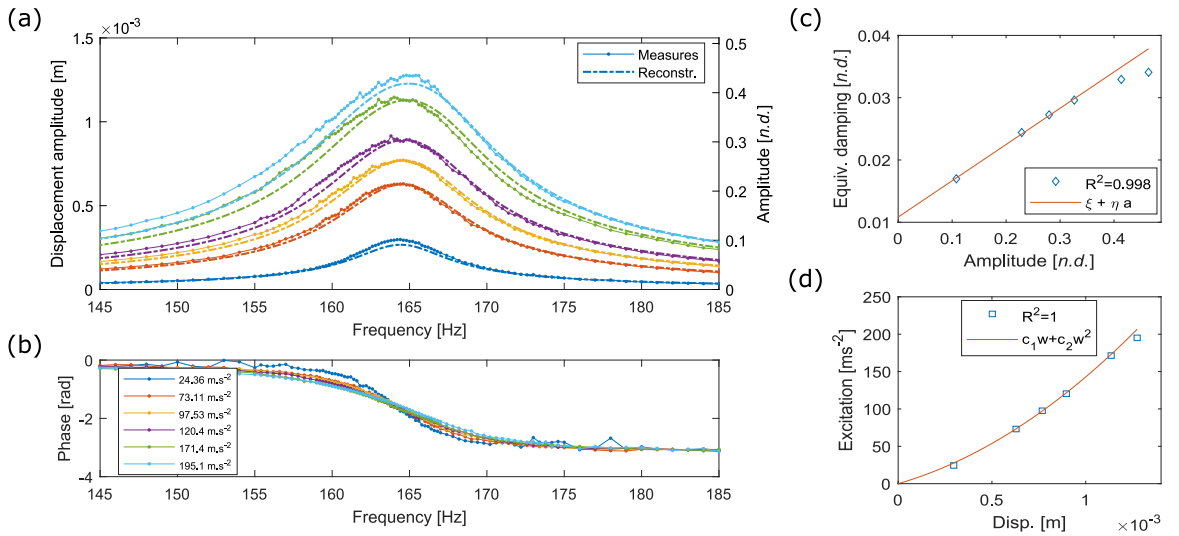 (a)
×10⁻³
1.5
1
0.5
0
Displacement amplitude [m]
0.5
0.4
0.3
0.2
0.1
0
Amplitude [n.d.]
Measures
Reconstr.
145 150 155 160 165 170 175 180 185
Frequency [Hz]
(b)
0
-2
-4
Phase [rad]
24.36 m.s⁻²
73.11 m.s⁻²
97.53 m.s⁻²
120.4 m.s⁻²
171.4 m.s⁻²
195.1 m.s⁻²
145 150 155 160 165 170 175 180 185
Frequency [Hz]
(c)
0.04
0.03
0.02
0.01
Equiv. damping [n.d.]
R²=0.998
ξ + η a
0 0.1 0.2 0.3 0.4
Amplitude [n.d.]
(d)
250
200
150
100
50
0
Excitation [ms⁻²]
R²=1
c₁w+c₂w²
0 0.5 1
Disp. [m]
×10⁻³